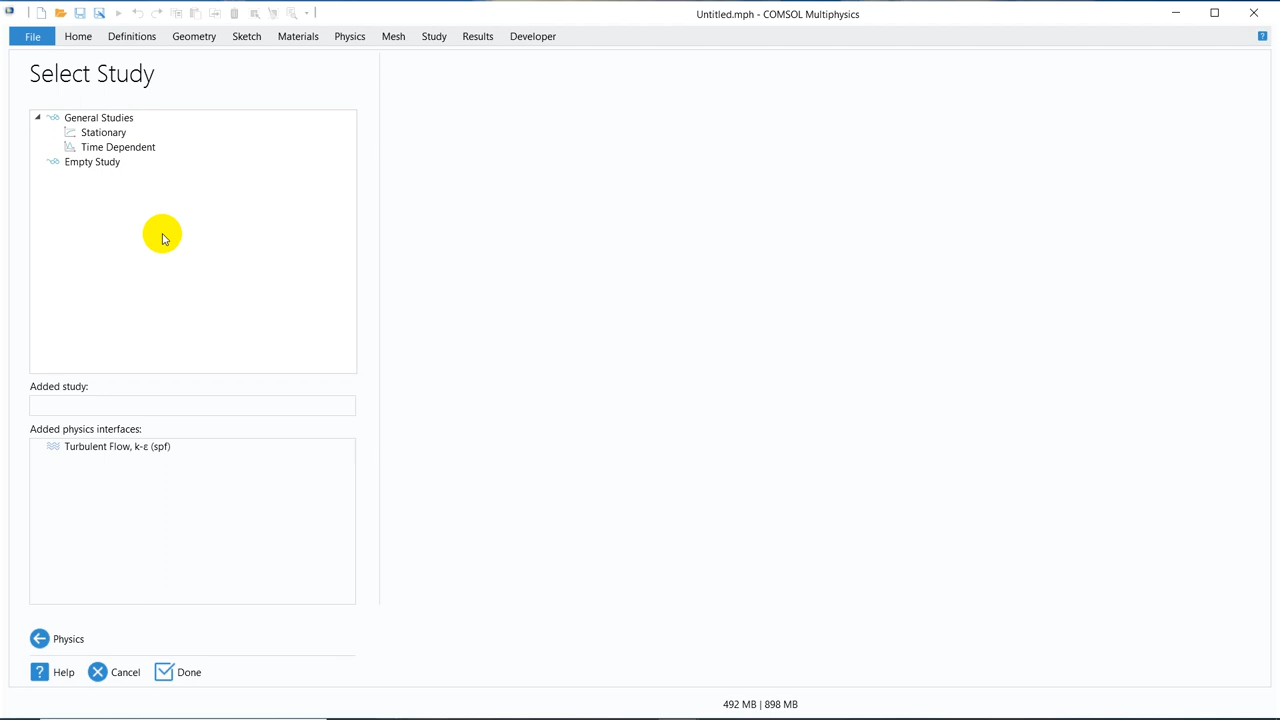 Untitled.mph - COMSOL Multiphysics
File Home Definitions Geometry Sketch Materials Physics Mesh Study Results Developer ?
Select Study
General Studies
Stationary
Time Dependent
Empty Study
Added study:
Added physics interfaces:
Turbulent Flow, k-ε (spf)
Physics
? Help Cancel Done
492 MB | 898 MB